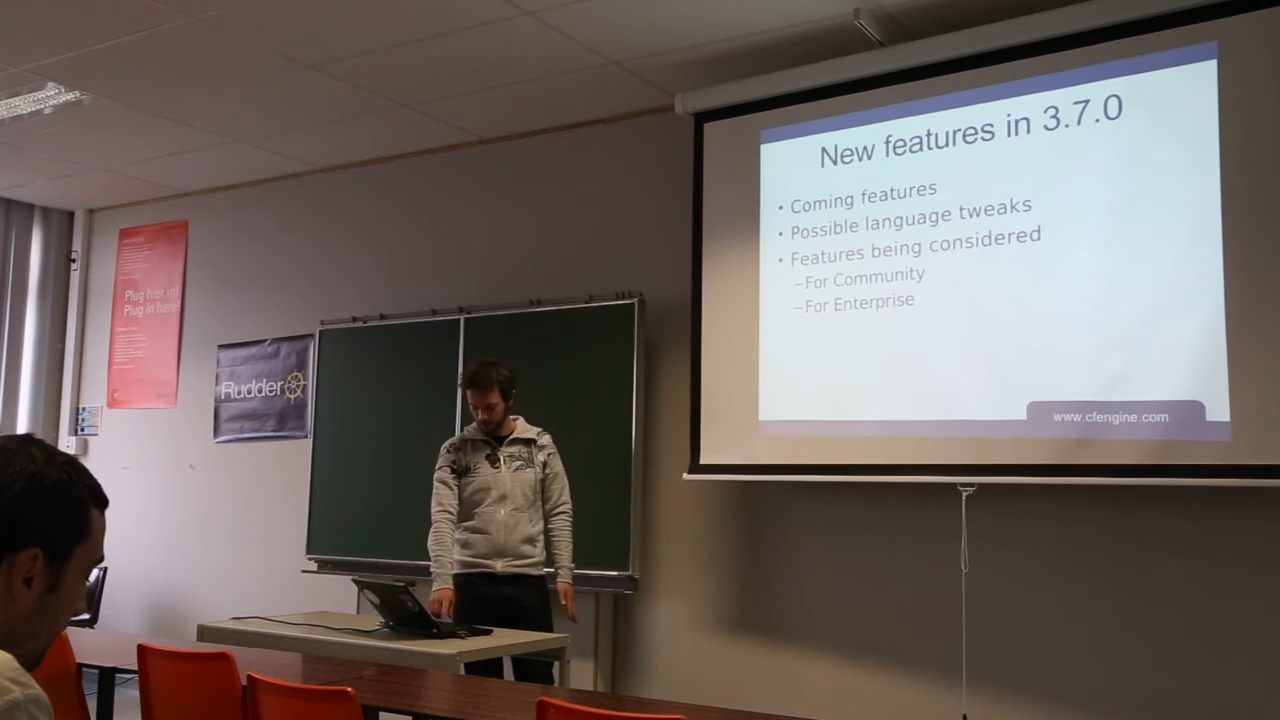 New features in 3.7.0
• Coming features
• Possible language tweaks
• Features being considered
–For Community
–For Enterprise
www.cfengine.com
Plug hier in!
Plug in here!
Rudder